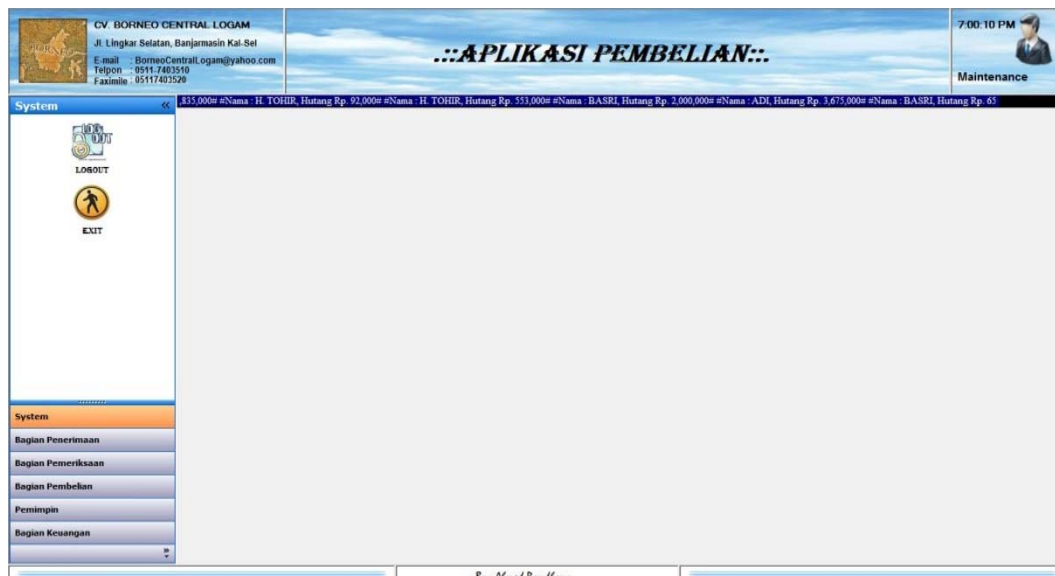 CV. BORNEO CENTRAL LOGAM
Jl. Lingkar Selatan, Banjarmasin Kal-Sel
E-mail : BorneoCentralLogam@yahoo.com
Telpon : 0511-7403510
Faximile : 05117403520
.::APLIKASI PEMBELIAN::.
7:00:10 PM
Maintenance
System «
,835,000# #Nama : H. TOHIR, Hutang Rp. 92,000# #Nama : H. TOHIR, Hutang Rp. 553,000# #Nama : BASRI, Hutang Rp. 2,000,000# #Nama : ADI, Hutang Rp. 3,675,000# #Nama : BASRI, Hutang Rp. 65
LOG OUT
LOGOUT
EXIT
System
Bagian Penerimaan
Bagian Pemeriksaan
Bagian Pembelian
Pemimpin
Bagian Keuangan